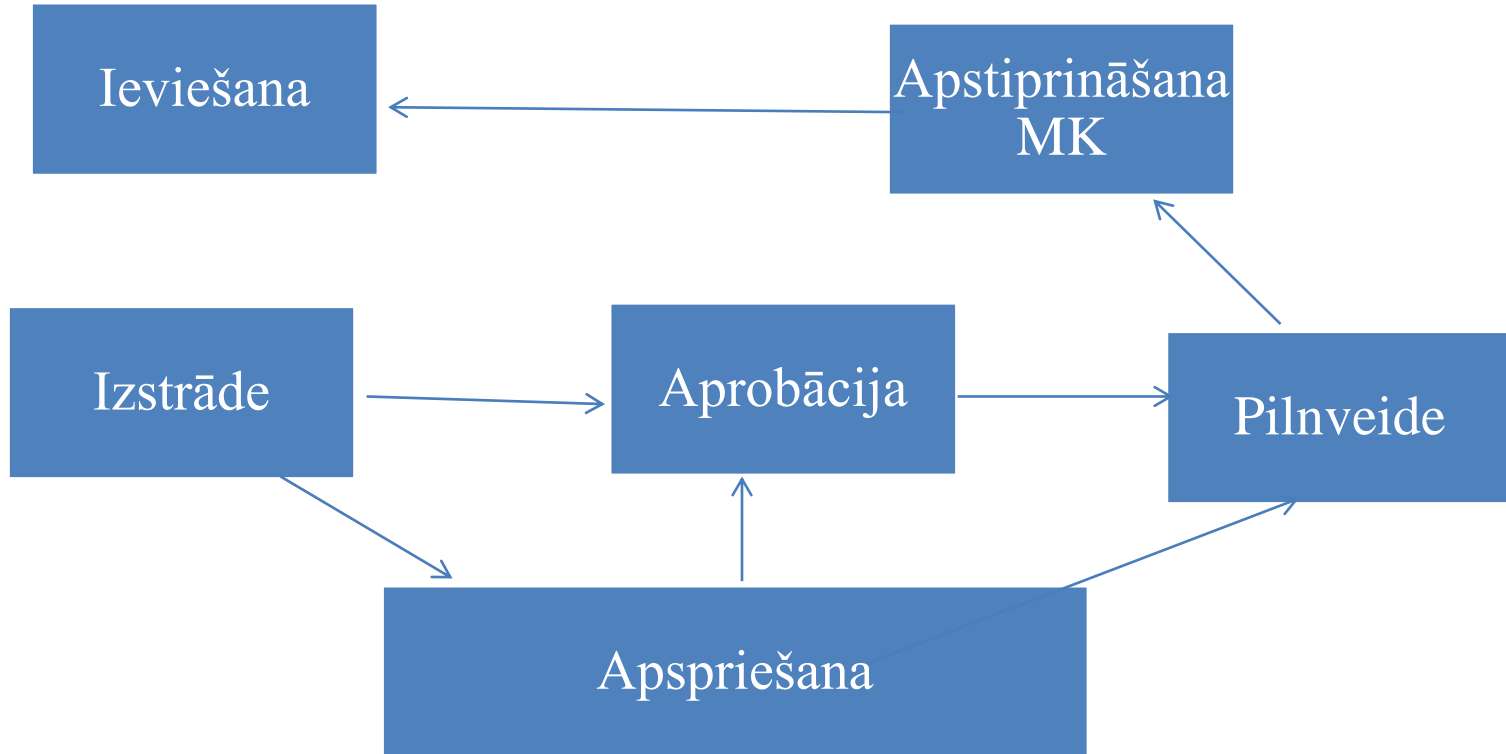 Ieviešana
Apstiprināšana
MK
Izstrāde
Aprobācija
Pilnveide
Apspriešana